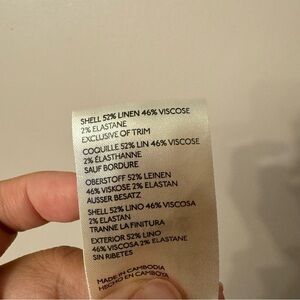 SHELL 52% LINEN 46% VISCOSE
2% ELASTANE
EXCLUSIVE OF TRIM
COQUILLE 52% LIN 46% VISCOSE
2% ÉLASTHANNE
SAUF BORDURE
OBERSTOFF 52% LEINEN
46% VISKOSE 2% ELASTAN
AUSSER BESATZ
SHELL 52% LINO 46% VISCOSA
2% ELASTAN
TRANNE LA FINITURA
EXTERIOR 52% LINO
46% VISCOSA 2% ELASTANE
SIN RIBETES
MADE IN CAMBODIA
HECHO EN CAMBOYA